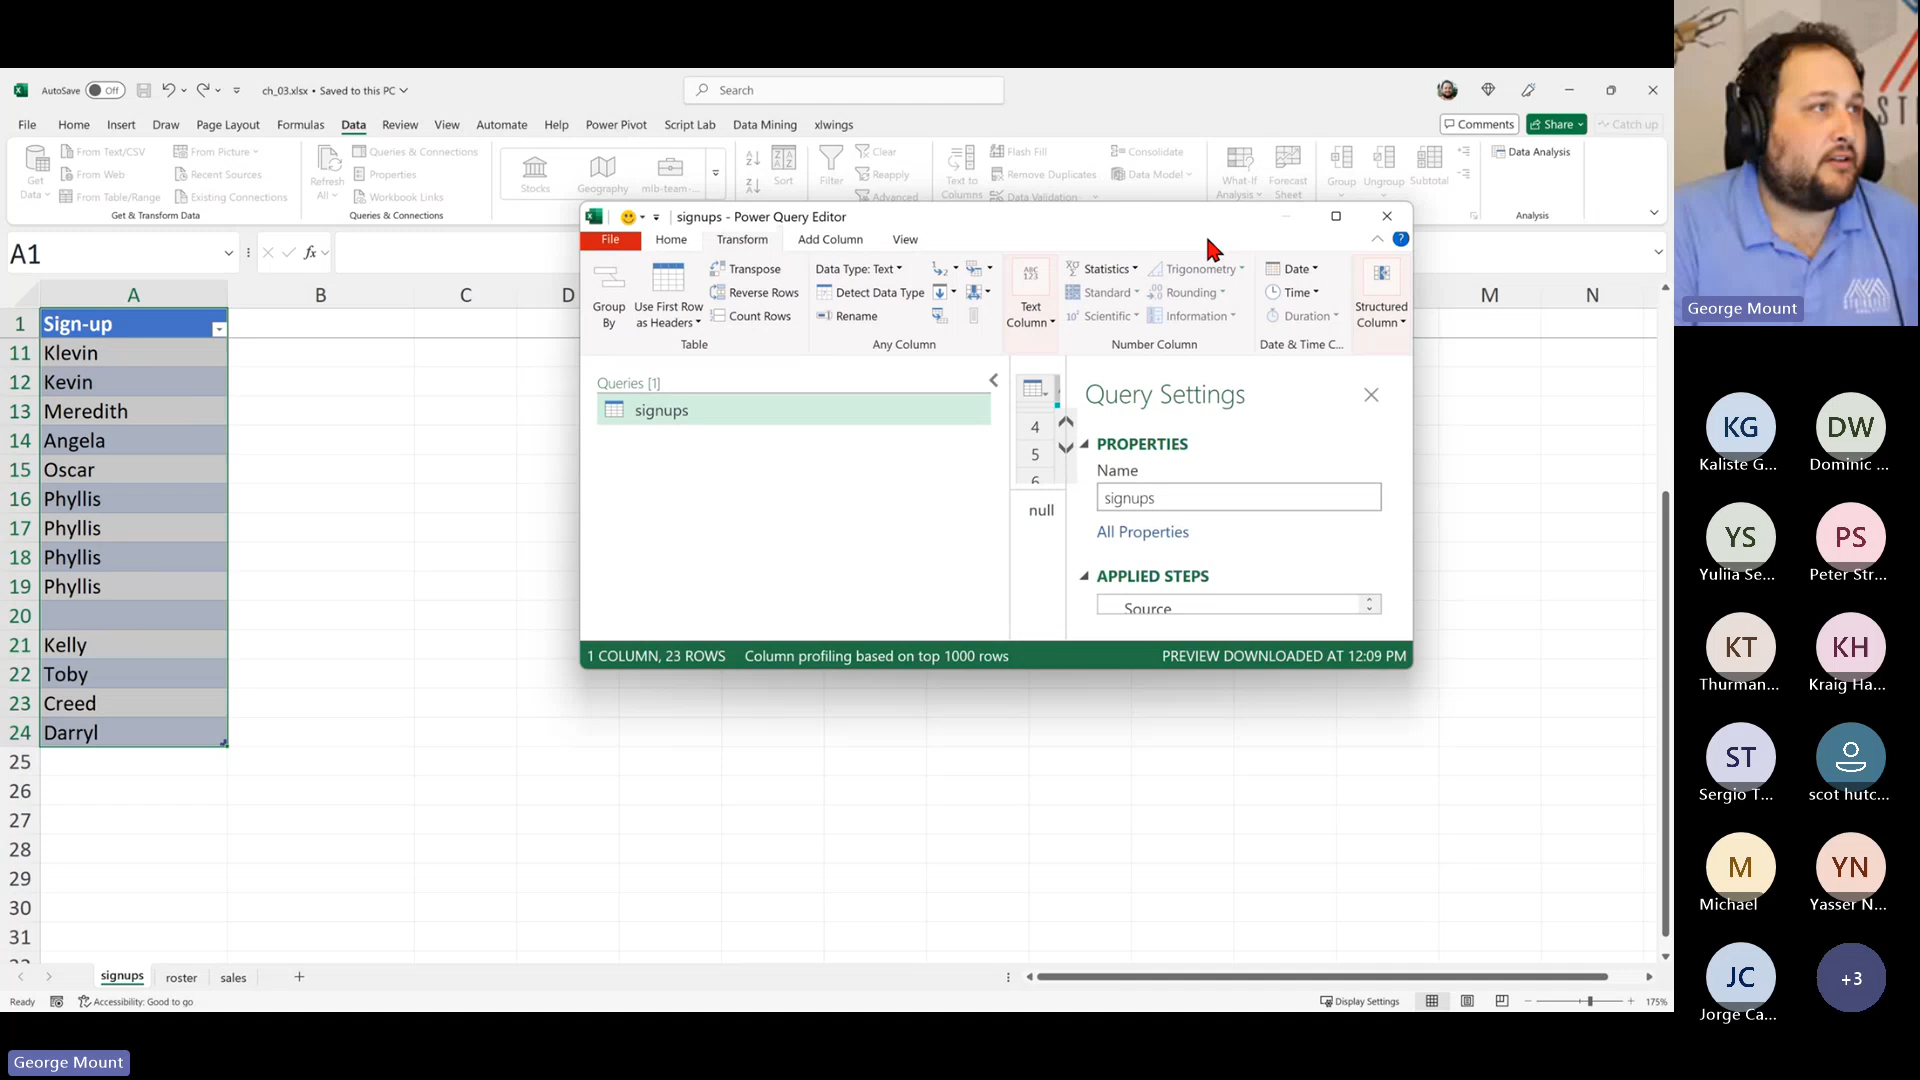 AutoSave Off
ch_03.xlsx • Saved to this PC
Search
File Home Insert Draw Page Layout Formulas Data Review View Automate Help Power Pivot Script Lab Data Mining xlwings
Comments Share Catch up
Get Data
From Text/CSV
From Web
From Table/Range
From Picture
Recent Sources
Existing Connections
Get & Transform Data
Refresh All
Queries & Connections
Properties
Workbook Links
Queries & Connections
Stocks
Geography
mlb-team-...
Sort
Filter
Clear
Reapply
Advanced
Text to Columns
Flash Fill
Remove Duplicates
Data Validation
Consolidate
Data Model
What-If Analysis
Forecast Sheet
Group
Ungroup
Subtotal
Data Analysis
Analysis
A1
fx
A B C D M N
1 Sign-up
11 Klevin
12 Kevin
13 Meredith
14 Angela
15 Oscar
16 Phyllis
17 Phyllis
18 Phyllis
19 Phyllis
20
21 Kelly
22 Toby
23 Creed
24 Darryl
25
26
27
28
29
30
31
signups - Power Query Editor
File Home Transform Add Column View
Group By
Use First Row as Headers
Transpose
Reverse Rows
Count Rows
Table
Data Type: Text
Detect Data Type
Rename
Any Column
ABC
123
Text Column
Statistics
Standard
Scientific
Trigonometry
Rounding
Information
Number Column
Date
Time
Duration
Date & Time C...
Structured Column
Queries [1]
signups
4
5
6
null
Query Settings
PROPERTIES
Name
signups
All Properties
APPLIED STEPS
Source
1 COLUMN, 23 ROWS Column profiling based on top 1000 rows PREVIEW DOWNLOADED AT 12:09 PM
signups roster sales
Ready Accessibility: Good to go Display Settings 175%
George Mount
George Mount
KG
Kaliste G...
DW
Dominic ...
YS
Yuliia Se...
PS
Peter Str...
KT
Thurman...
KH
Kraig Ha...
ST
Sergio T...
scot hutc...
M
Michael
YN
Yasser N...
JC
Jorge Ca...
+3